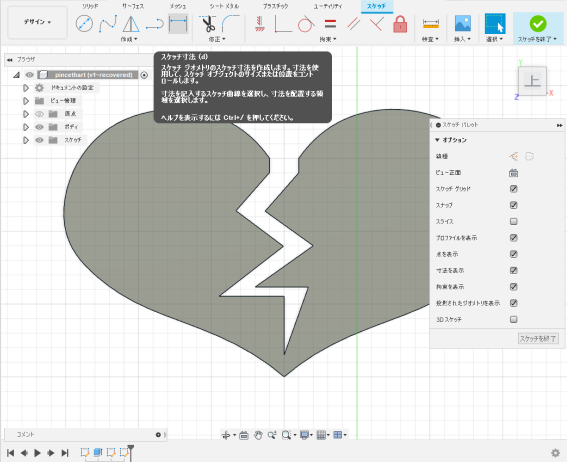 ソリッド サーフェス メッシュ シート メタル プラスチック ユーティリティ スケッチ
デザイン
作成 修正 拘束 検査 挿入 選択 スケッチを終了
ブラウザ
pincethart (v1~recovered)
ドキュメントの設定
ビュー管理
原点
ボディ
スケッチ
スケッチ寸法 (d)
スケッチ ジオメトリのスケッチ寸法を作成します。寸法を使
用して、スケッチ オブジェクトのサイズまたは位置をコント
ロールします。
寸法を記入するスケッチ曲線を選択し、寸法を配置する領
域を選択します。
ヘルプを表示するには Ctrl+/ を押してください。
Y
上
Z
X
スケッチ パレット
オプション
線種
ビュー正面
スケッチ グリッド
スナップ
スライス
プロファイルを表示
点を表示
寸法を表示
拘束を表示
投影されたジオメトリを表示
3D スケッチ
スケッチを終了
コメント